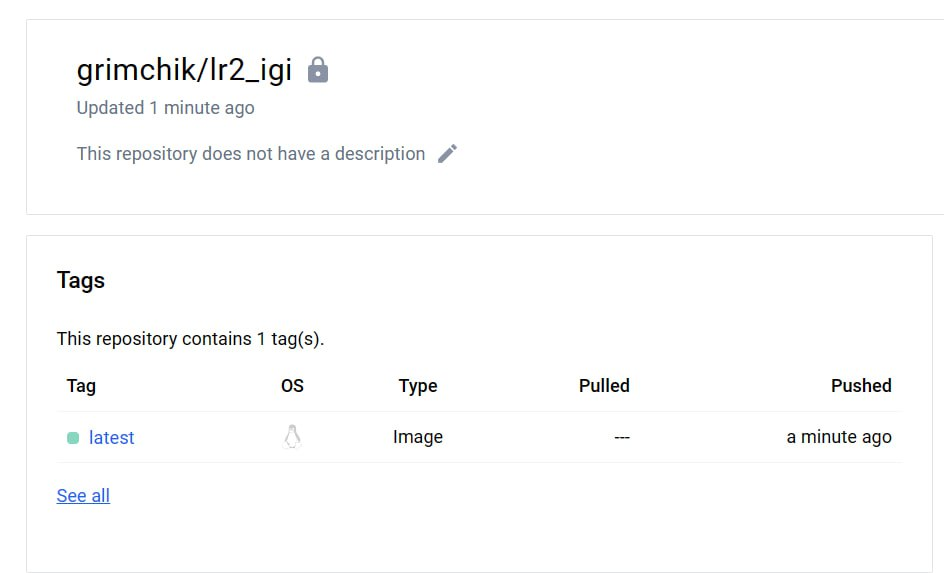 grimchik/lr2_igi
Updated 1 minute ago
This repository does not have a description
Tags
This repository contains 1 tag(s).
Tag OS Type Pulled Pushed
latest Image --- a minute ago
See all